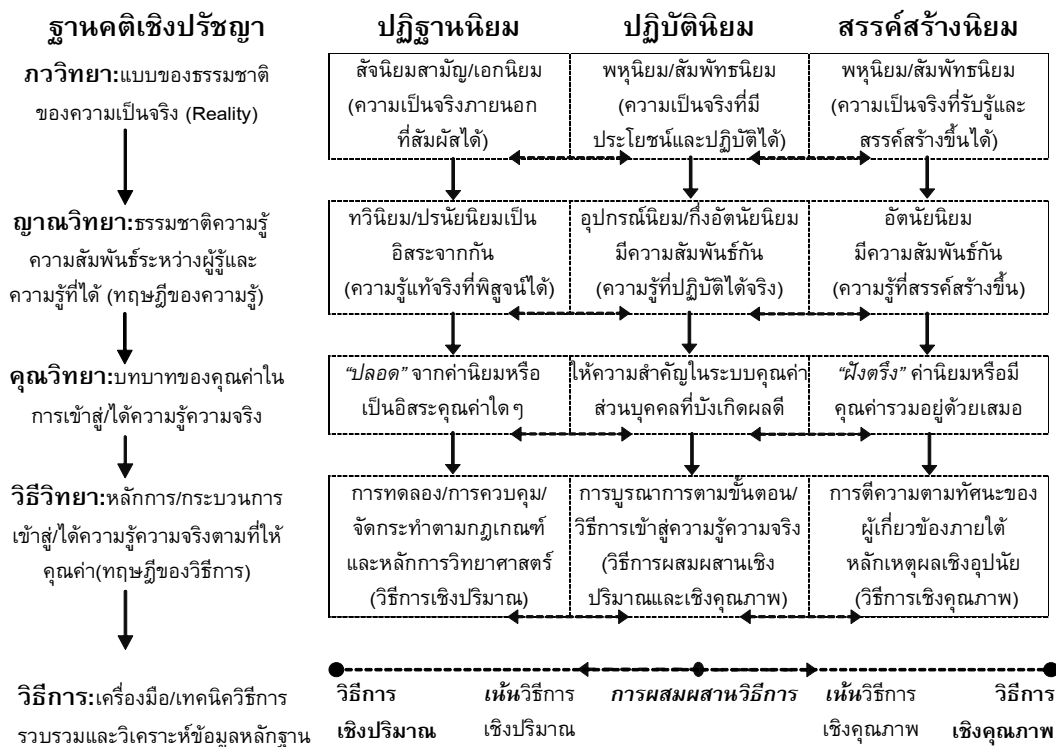 ฐานคติเชิงปรัชญา
ปฏิฐานนิยม
ปฏิบัตินิยม
สรรค์สร้างนิยม
ภววิทยา:แบบของธรรมชาติ
ของความเป็นจริง (Reality)
สัจนิยมสามัญ/เอกนิยม
(ความเป็นจริงภายนอก
ที่สัมผัสได้)
พหุนิยม/สัมพัทธนิยม
(ความเป็นจริงที่มี
ประโยชน์และปฏิบัติได้)
พหุนิยม/สัมพัทธนิยม
(ความเป็นจริงที่รับรู้และ
สรรค์สร้างขึ้นได้)
ญาณวิทยา:ธรรมชาติความรู้
ความสัมพันธ์ระหว่างผู้รู้และ
ความรู้ที่ได้ (ทฤษฎีของความรู้)
ทวินิยม/ปรนัยนิยมเป็น
อิสระจากกัน
(ความรู้แท้จริงที่พิสูจน์ได้)
อุปกรณ์นิยม/กึ่งอัตนัยนิยม
มีความสัมพันธ์กัน
(ความรู้ที่ปฏิบัติได้จริง)
อัตนัยนิยม
มีความสัมพันธ์กัน
(ความรู้ที่สรรค์สร้างขึ้น)
คุณวิทยา:บทบาทของคุณค่าใน
การเข้าสู่/ได้ความรู้ความจริง
“ปลอด” จากค่านิยมหรือ
เป็นอิสระคุณค่าใดๆ
ให้ความสำคัญในระบบคุณค่า
ส่วนบุคคลที่บังเกิดผลดี
“ฝังตรึง” ค่านิยมหรือมี
คุณค่ารวมอยู่ด้วยเสมอ
วิธีวิทยา:หลักการ/กระบวนการ
เข้าสู่/ได้ความรู้ความจริงตามที่ให้
คุณค่า(ทฤษฎีของวิธีการ)
การทดลอง/การควบคุม/
จัดกระทำตามกฎเกณฑ์
และหลักการวิทยาศาสตร์
(วิธีการเชิงปริมาณ)
การบูรณาการตามขั้นตอน/
วิธีการเข้าสู่ความรู้ความจริง
(วิธีการผสมผสานเชิง
ปริมาณและเชิงคุณภาพ)
การตีความตามทัศนะของ
ผู้เกี่ยวข้องภายใต้
หลักเหตุผลเชิงอุปนัย
(วิธีการเชิงคุณภาพ)
วิธีการ:เครื่องมือ/เทคนิควิธีการ
รวบรวมและวิเคราะห์ข้อมูลหลักฐาน
วิธีการ
เชิงปริมาณ
เน้นวิธีการ
เชิงปริมาณ
การผสมผสานวิธีการ
เน้นวิธีการ
เชิงคุณภาพ
วิธีการ
เชิงคุณภาพ